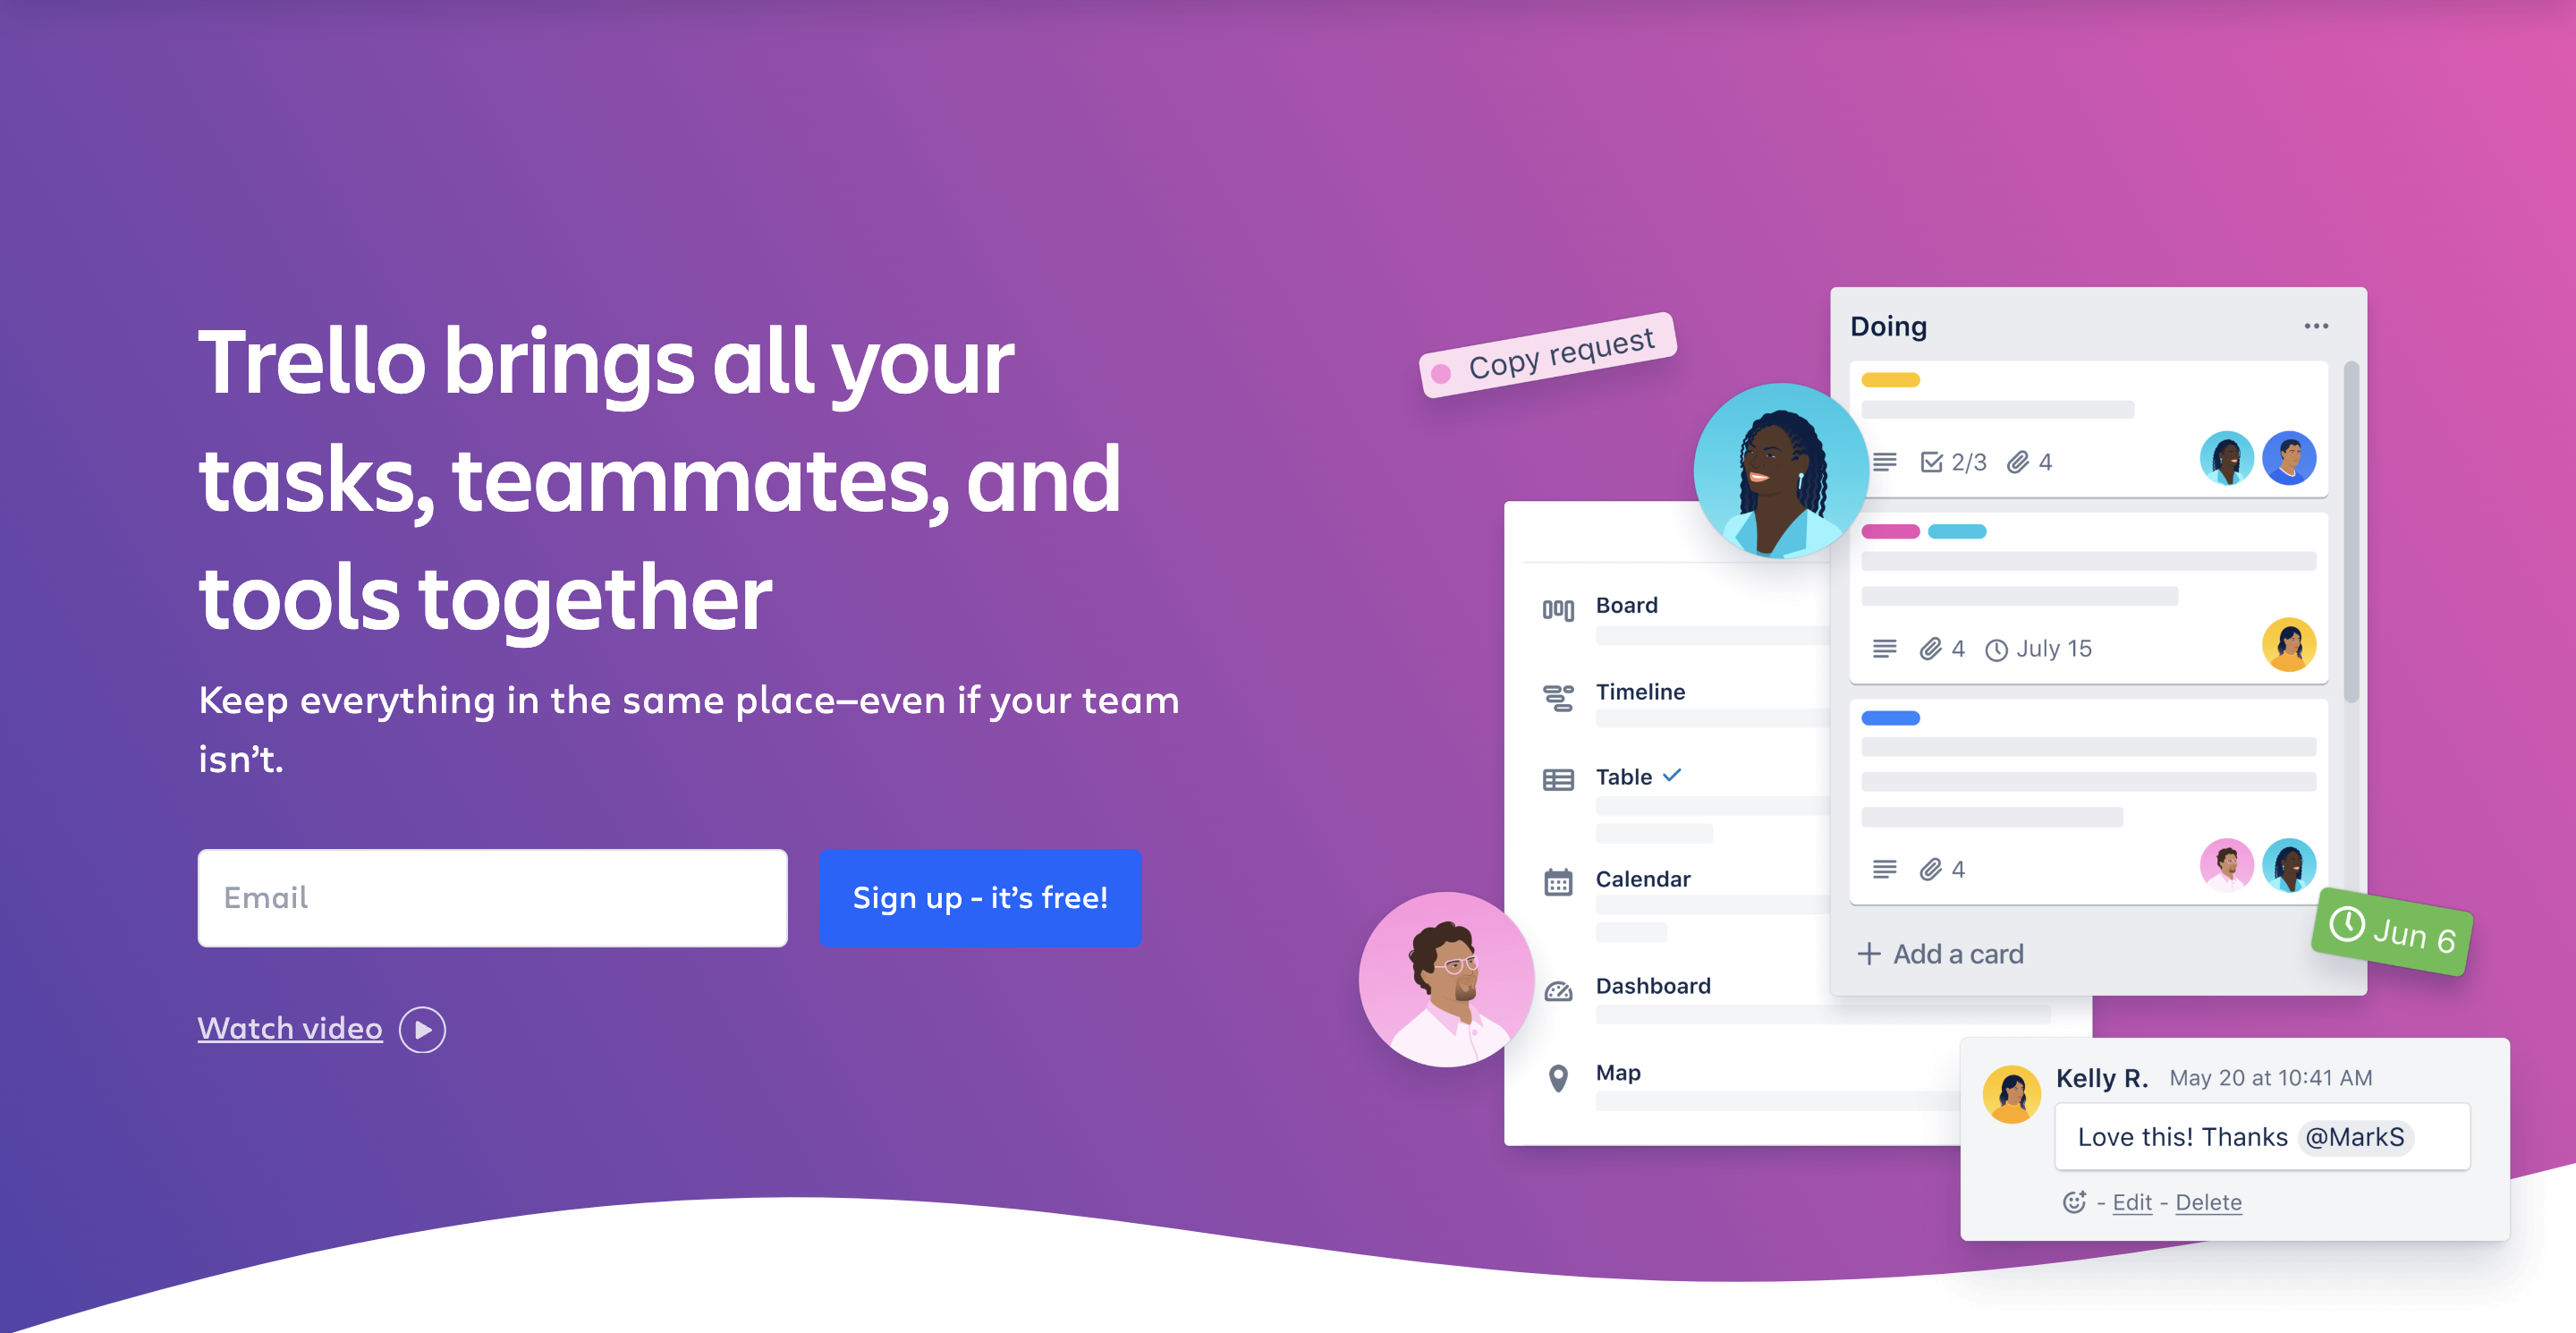 Trello brings all your
tasks, teammates, and
tools together
Keep everything in the same place—even if your team
isn’t.
Email
Sign up - it’s free!
Watch video
Copy request
Board
Timeline
Table
Calendar
Dashboard
Map
Doing
2/3 4
4 July 15
4
Add a card
Jun 6
Kelly R. May 20 at 10:41 AM
Love this! Thanks @MarkS
- Edit - Delete